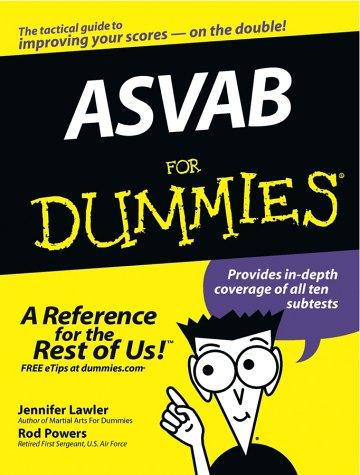 The tactical guide to
improving your scores — on the double!
ASVAB
FOR
DUMMIES®
Provides in-depth
coverage of all ten
subtests
A Reference
for the
Rest of Us!™
FREE eTips at dummies.com®
Jennifer Lawler
Author of Martial Arts For Dummies
Rod Powers
Retired First Sergeant, U.S. Air Force